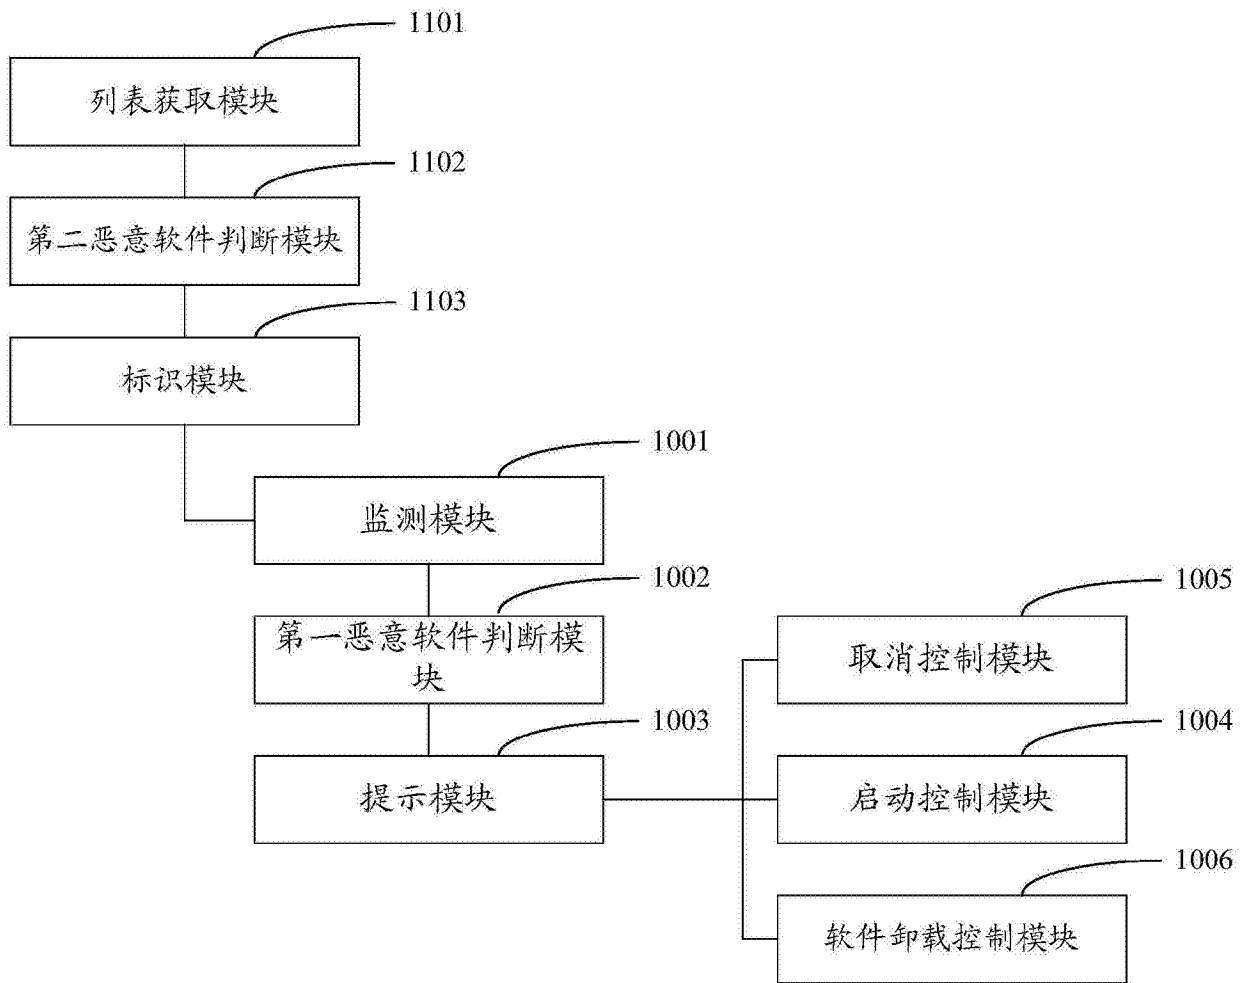 1101
列表获取模块
1102
第二恶意软件判断模块
1103
标识模块
1001
监测模块
1002
第一恶意软件判断模
块
1003
提示模块
1005
取消控制模块
1004
启动控制模块
1006
软件卸载控制模块